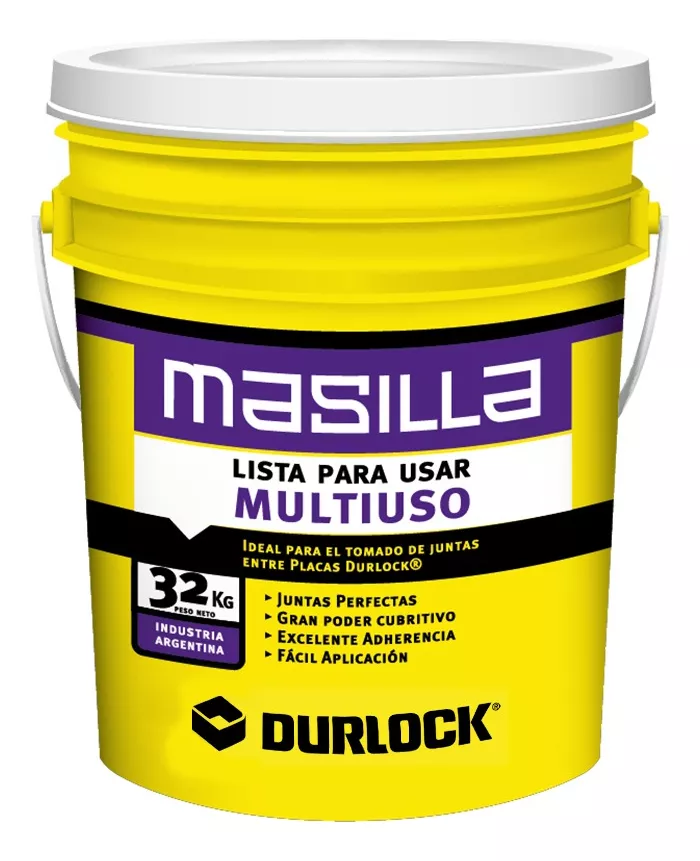 masilla
LISTA PARA USAR
MULTIUSO
IDEAL PARA EL TOMADO DE JUNTAS
ENTRE PLACAS DURLOCK®
32 KG
PESO NETO
INDUSTRIA
ARGENTINA
▸ JUNTAS PERFECTAS
▸ GRAN PODER CUBRITIVO
▸ EXCELENTE ADHERENCIA
▸ FÁCIL APLICACIÓN
DURLOCK®